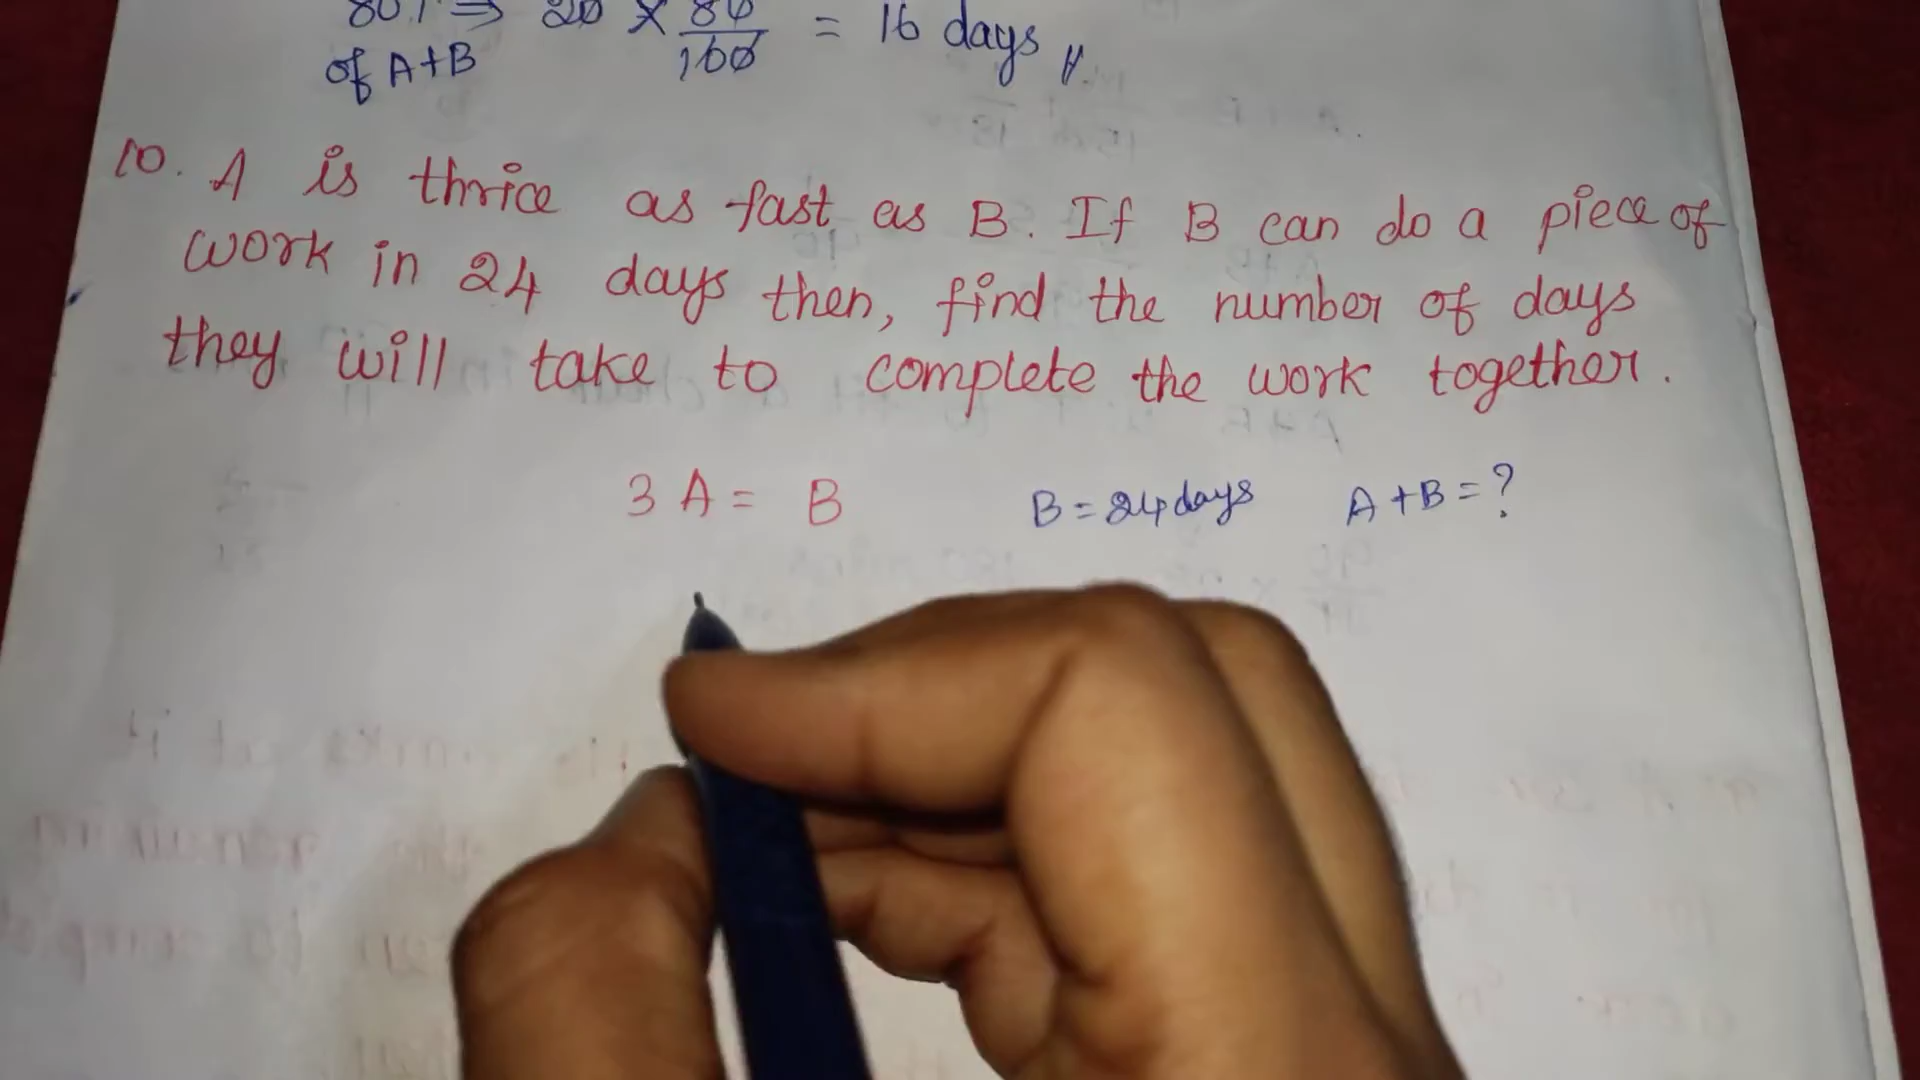 80% ⇒ 20 × 80/100 = 16 days
of A+B
10. A is thrice as fast as B. If B can do a piece of
work in 24 days then, find the number of days
they will take to complete the work together.
3 A = B B = 24 days A + B = ?